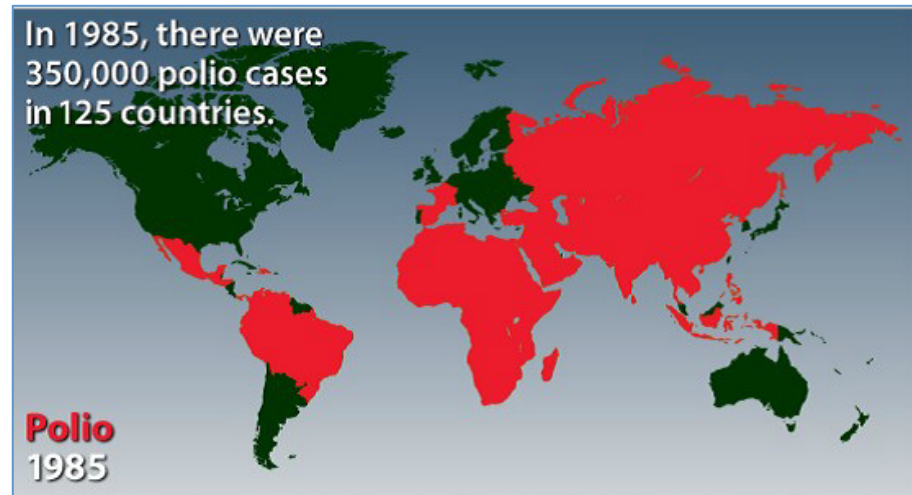 In 1985, there were
350,000 polio cases
in 125 countries.
Polio
1985